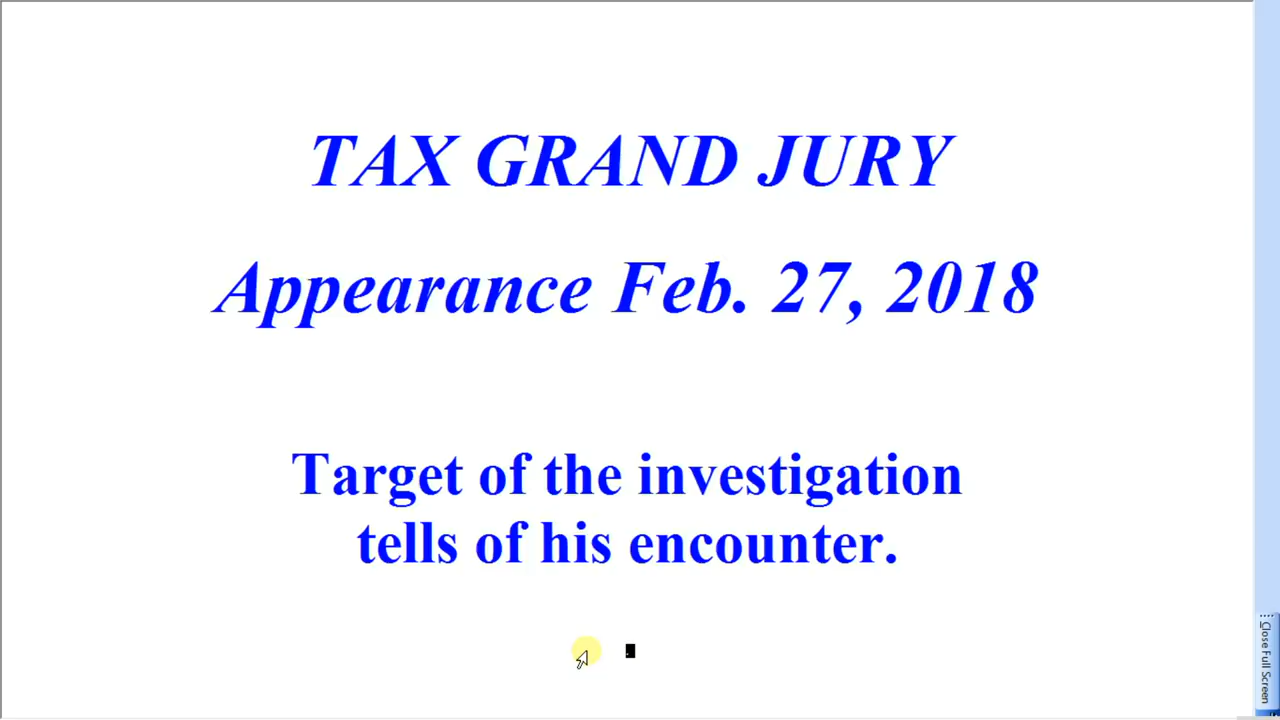 TAX GRAND JURY
Appearance Feb. 27, 2018
Target of the investigation
tells of his encounter.
Close Full Screen